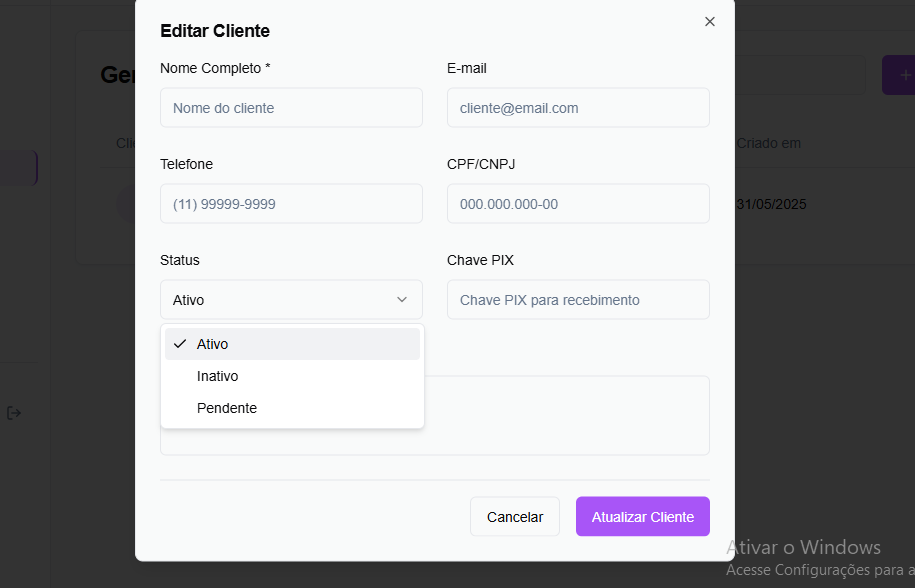 Editar Cliente
Nome Completo *
E-mail
Nome do cliente
cliente@email.com
Telefone
CPF/CNPJ
(11) 99999-9999
000.000.000-00
Status
Chave PIX
Ativo
Chave PIX para recebimento
Ativo
Inativo
Pendente
Cancelar
Atualizar Cliente
Criado em
31/05/2025
Ativar o Windows
Acesse Configurações para a